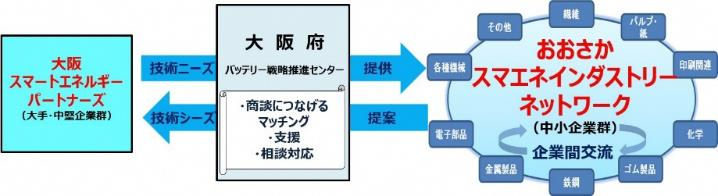 大阪
スマートエネルギー
パートナーズ
（大手・中堅企業群）
技術ニーズ
技術シーズ
大阪府
バッテリー戦略推進センター
・商談につなげる
マッチング
・支援
・相談対応
提供
提案
おおさか
スマエネインダストリー
ネットワーク
（中小企業群）
企業間交流
その他
繊維
パルプ・
紙
印刷関連
化学
ゴム製品
鉄鋼
金属製品
電子部品
各種機械